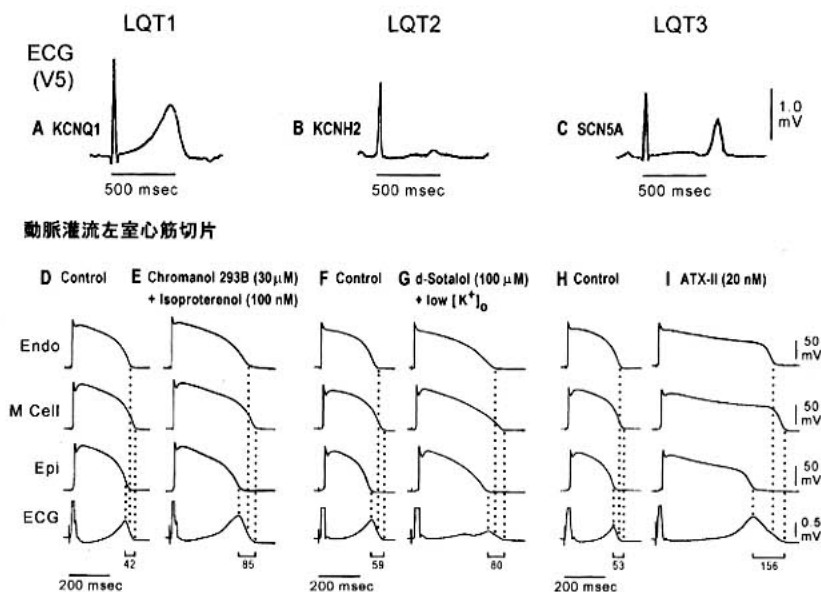 LQT1 LQT2 LQT3
ECG
(V5)
A KCNQ1 B KCNH2 C SCN5A 1.0
mV
500 msec 500 msec 500 msec
動脈灌流左室心筋切片
D Control E Chromanol 293B (30μM) F Control G d-Sotalol (100 μM) H Control I ATX-II (20 nM)
+ Isoproterenol (100 nM) + low [K+]o
Endo 50
mV
M Cell 50
mV
Epi 50
mV
ECG 0.5
mV
42 85 59 80 53 156
200 msec 200 msec 200 msec